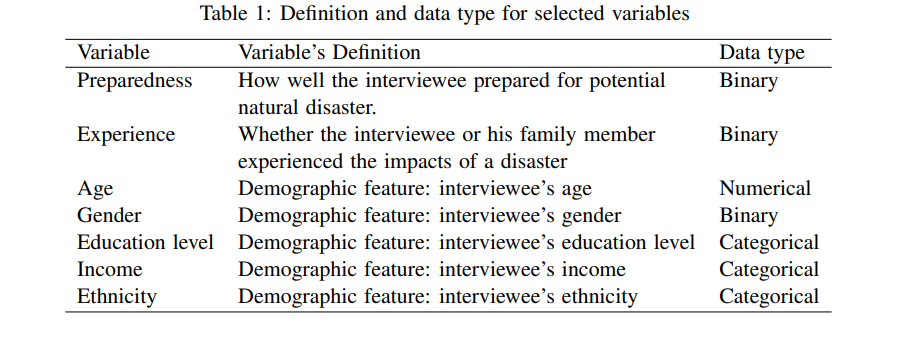 Table 1: Definition and data type for selected variables
Variable Variable's Definition Data type
Preparedness How well the interviewee prepared for potential Binary
natural disaster.
Experience Whether the interviewee or his family member Binary
experienced the impacts of a disaster
Age Demographic feature: interviewee's age Numerical
Gender Demographic feature: interviewee's gender Binary
Education level Demographic feature: interviewee's education level Categorical
Income Demographic feature: interviewee's income Categorical
Ethnicity Demographic feature: interviewee's ethnicity Categorical